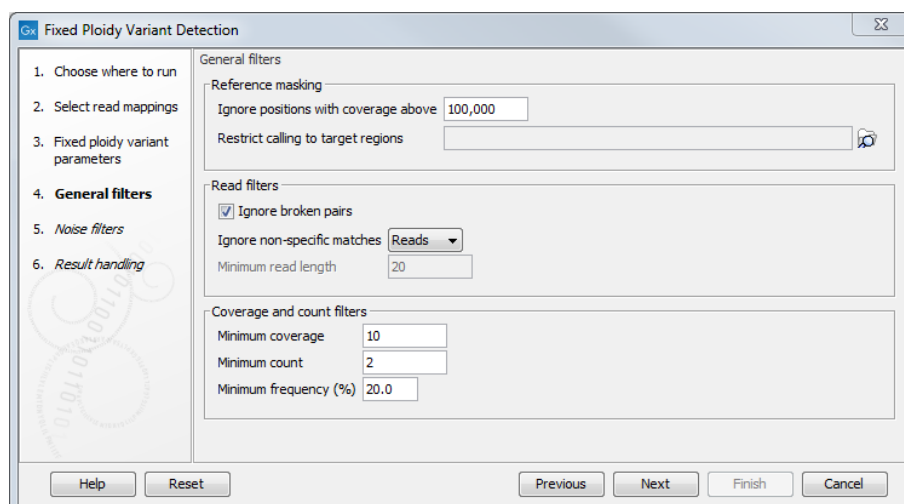 Gx Fixed Ploidy Variant Detection
1. Choose where to run
2. Select read mappings
3. Fixed ploidy variant
parameters
4. General filters
5. Noise filters
6. Result handling
General filters
Reference masking
Ignore positions with coverage above 100,000
Restrict calling to target regions
Read filters
Ignore broken pairs
Ignore non-specific matches Reads
Minimum read length 20
Coverage and count filters
Minimum coverage 10
Minimum count 2
Minimum frequency (%) 20.0
Help Reset Previous Next Finish Cancel